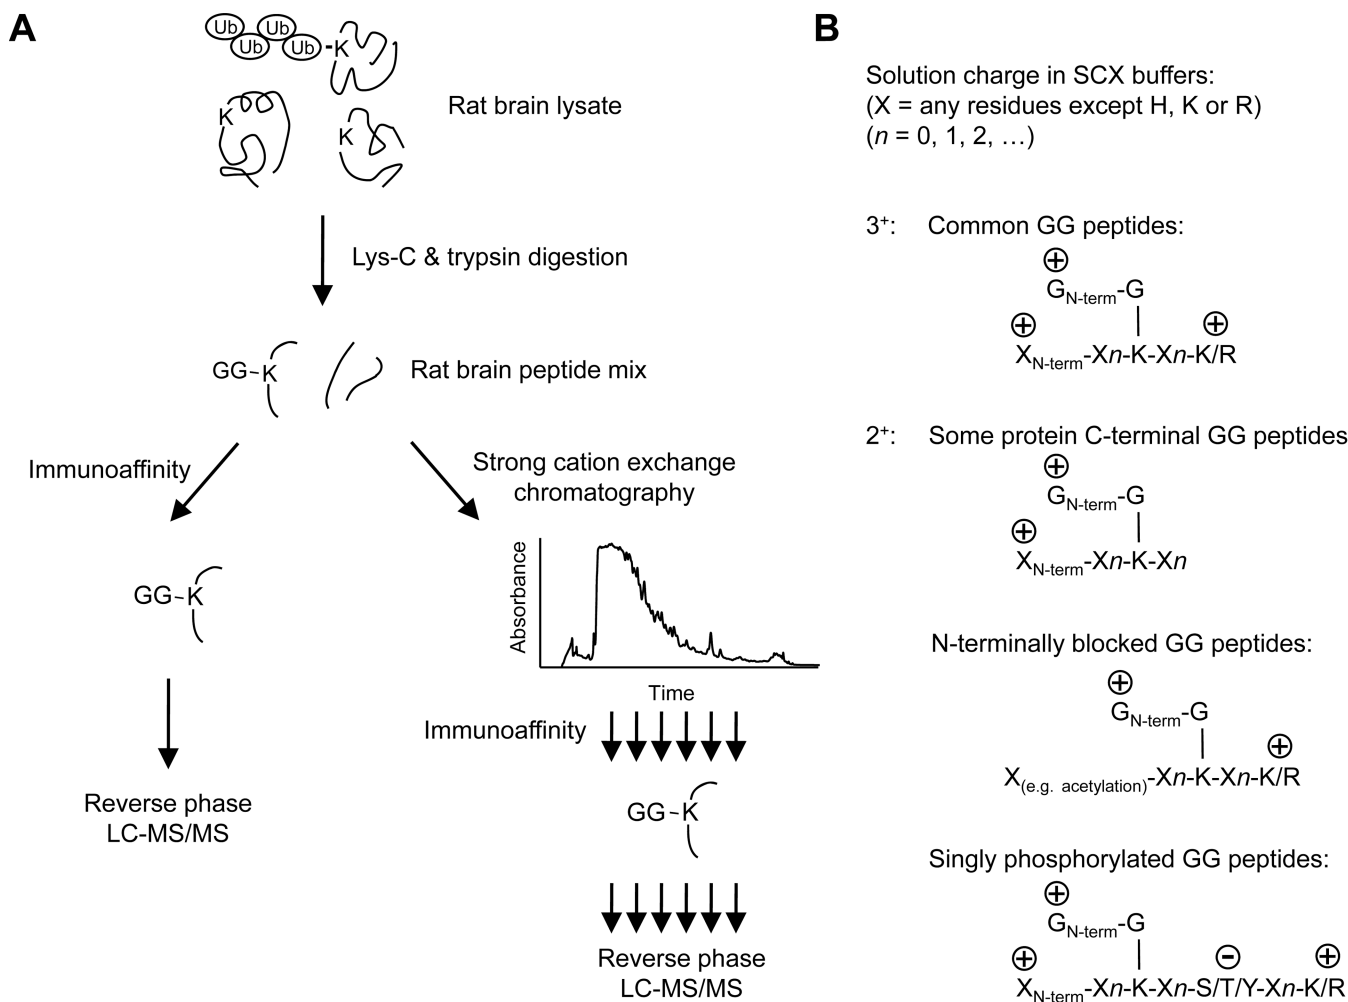 A
Ub Ub Ub Ub -K
K
K
Rat brain lysate
Lys-C & trypsin digestion
GG-K
Rat brain peptide mix
Immunoaffinity
Strong cation exchange
chromatography
GG-K
Absorbance
Time
Reverse phase
LC-MS/MS
Immunoaffinity
GG-K
Reverse phase
LC-MS/MS
B
Solution charge in SCX buffers:
(X = any residues except H, K or R)
(n = 0, 1, 2, …)
3+: Common GG peptides:
+
GN-term-G
+ +
XN-term-Xn-K-Xn-K/R
2+: Some protein C-terminal GG peptides
+
GN-term-G
+
XN-term-Xn-K-Xn
N-terminally blocked GG peptides:
+
GN-term-G
+
X(e.g. acetylation)-Xn-K-Xn-K/R
Singly phosphorylated GG peptides:
+
GN-term-G
+ - +
XN-term-Xn-K-Xn-S/T/Y-Xn-K/R